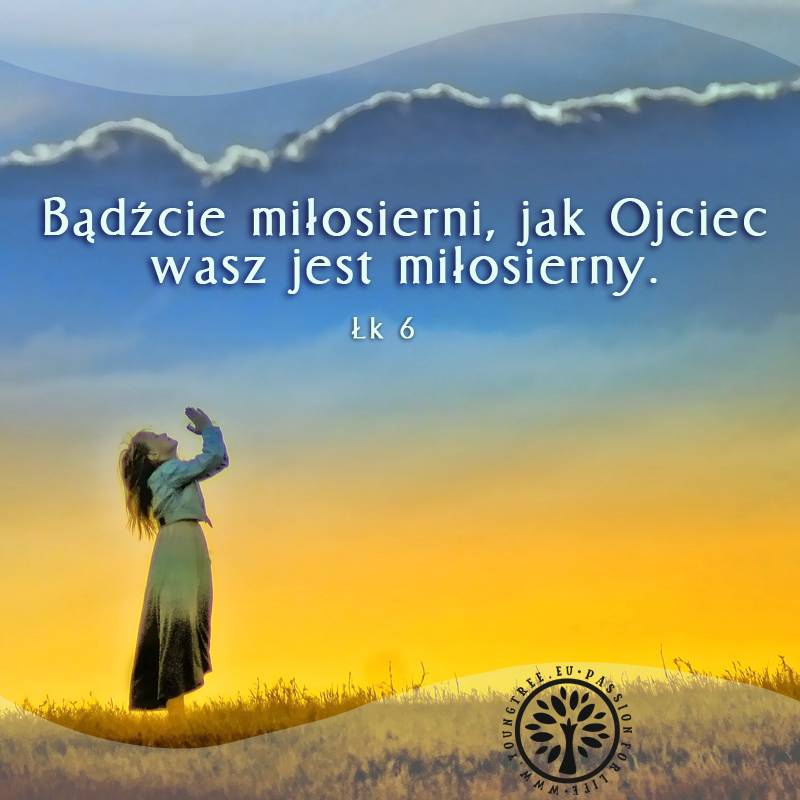 Bądźcie miłosierni, jak Ojciec
wasz jest miłosierny.
Łk 6
WWW.YOUNGTREE.EU•PASSION FOR LIFE•